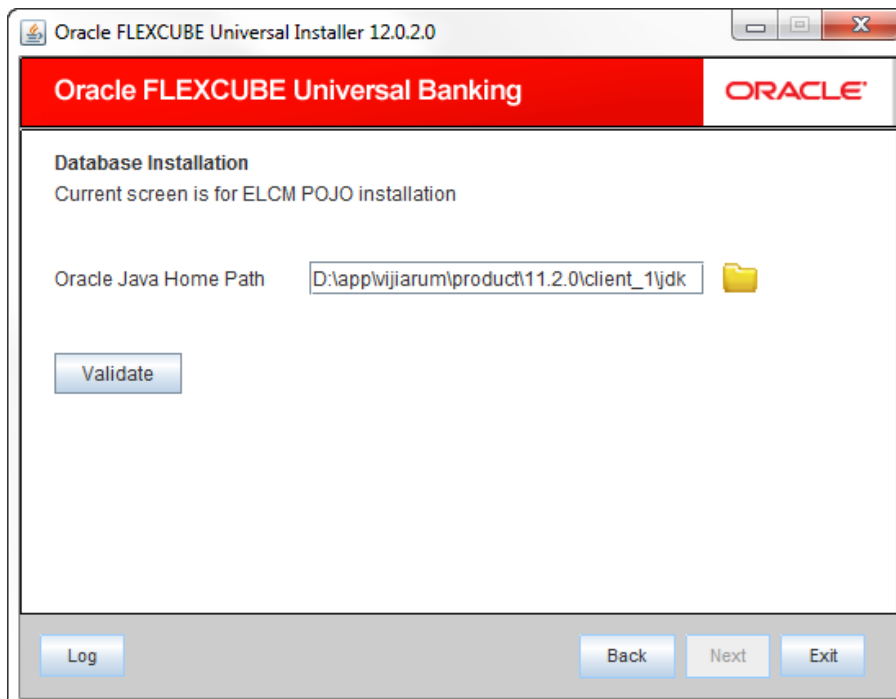 Oracle FLEXCUBE Universal Installer 12.0.2.0
Oracle FLEXCUBE Universal Banking
ORACLE
Database Installation
Current screen is for ELCM POJO installation
Oracle Java Home Path D:\app\vijiarum\product\11.2.0\client_1\jdk
Validate
Log Back Next Exit